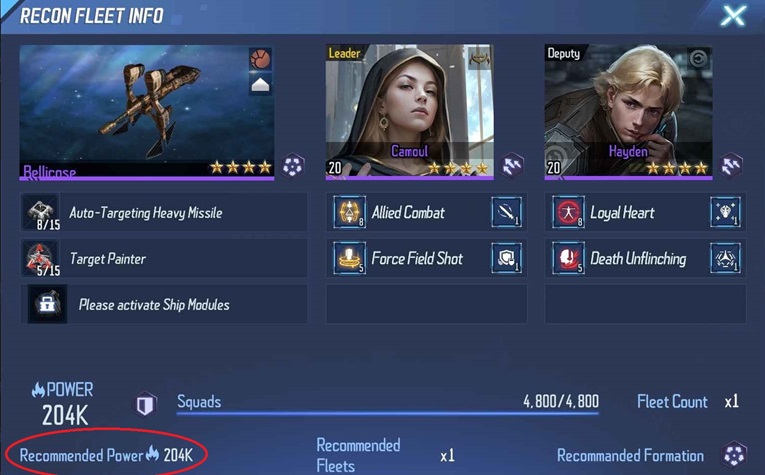 RECON FLEET INFO
Bellicose
Leader
20
Camoul
Deputy
20
Hayden
8/15
Auto-Targeting Heavy Missile
5/15
Target Painter
Please activate Ship Modules
8
Allied Combat
1
5
Force Field Shot
1
8
Loyal Heart
1
5
Death Unflinching
1
POWER
204K
Squads
4,800/4,800
Fleet Count x1
Recommended Power 204K
Recommended
Fleets
x1
Recommanded Formation